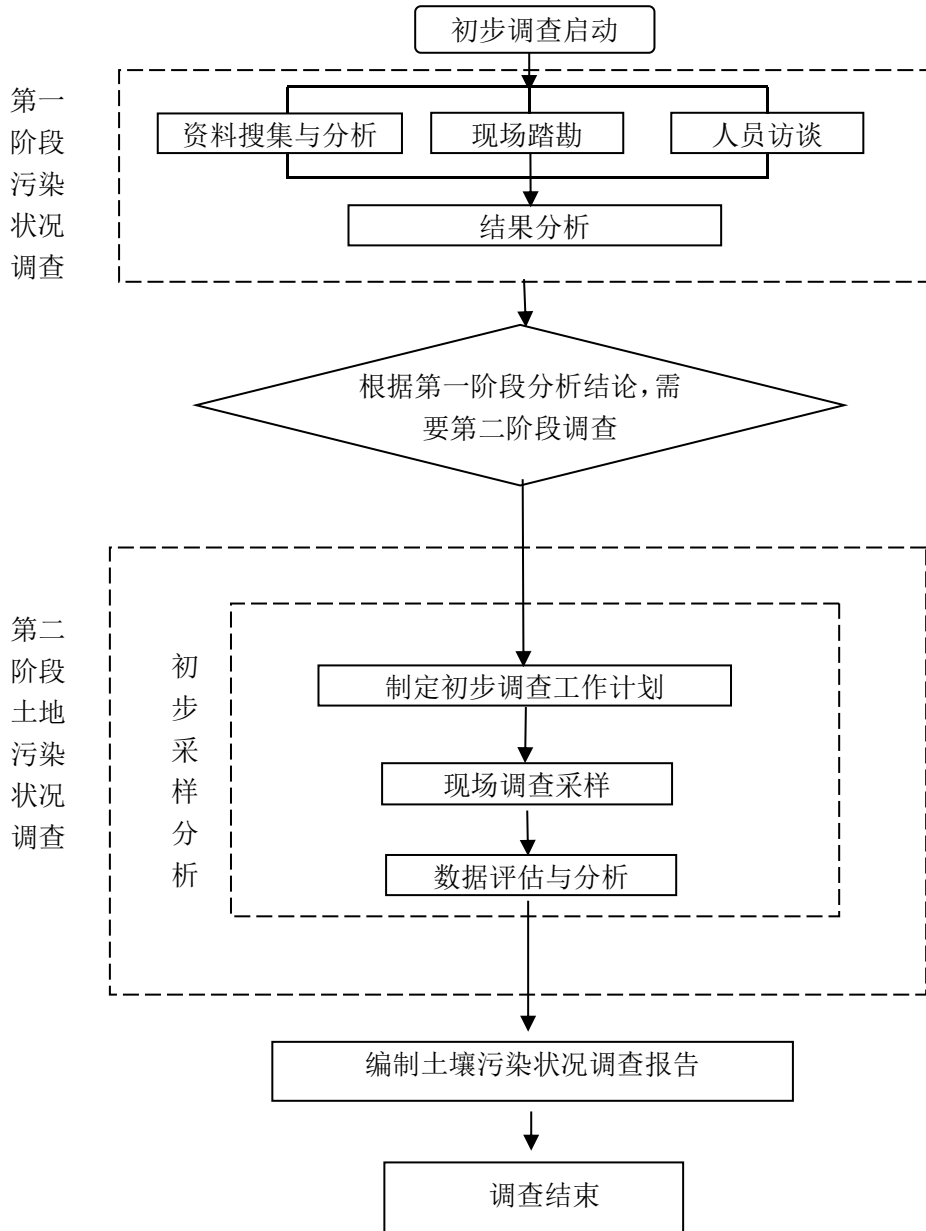 初步调查启动
第一
阶段
污染
状况
调查
资料搜集与分析
现场踏勘
人员访谈
结果分析
根据第一阶段分析结论,需
要第二阶段调查
第二
阶段
土地
污染
状况
调查
初
步
采
样
分
析
制定初步调查工作计划
现场调查采样
数据评估与分析
编制土壤污染状况调查报告
调查结束